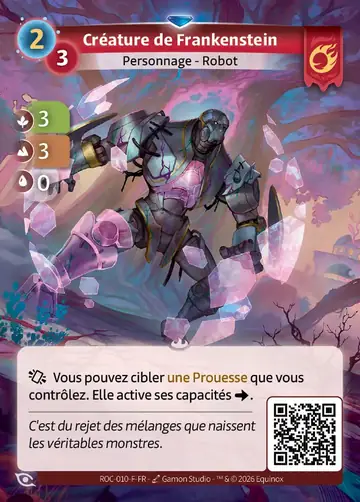 2
Créature de Frankenstein
3
Personnage - Robot
3
3
0
Vous pouvez cibler une Prouesse que vous
contrôlez. Elle active ses capacités
C'est du rejet des mélanges que naissent
les véritables monstres.
ROC-010-F-FR - Gamon Studio - ™ & © 2026 Equinox